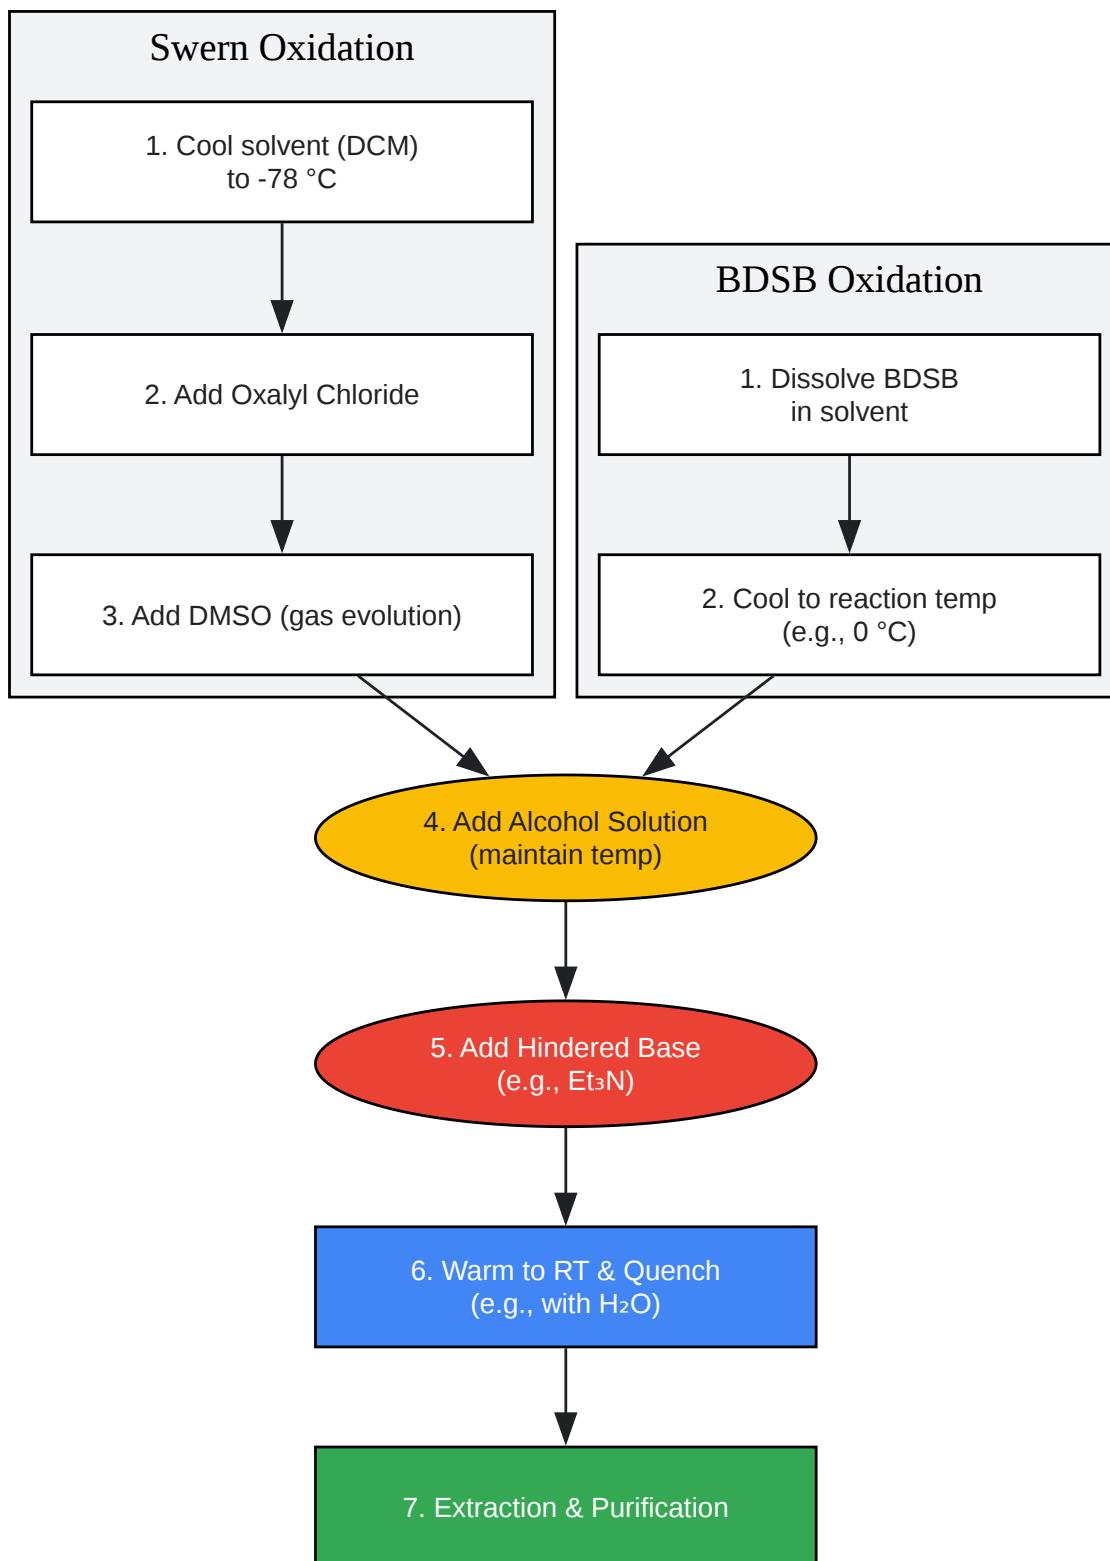 Swern Oxidation
1. Cool solvent (DCM)
to -78 °C
2. Add Oxalyl Chloride
3. Add DMSO (gas evolution)
BDSB Oxidation
1. Dissolve BDSB
in solvent
2. Cool to reaction temp
(e.g., 0 °C)
4. Add Alcohol Solution
(maintain temp)
5. Add Hindered Base
(e.g., Et₃N)
6. Warm to RT & Quench
(e.g., with H₂O)
7. Extraction & Purification